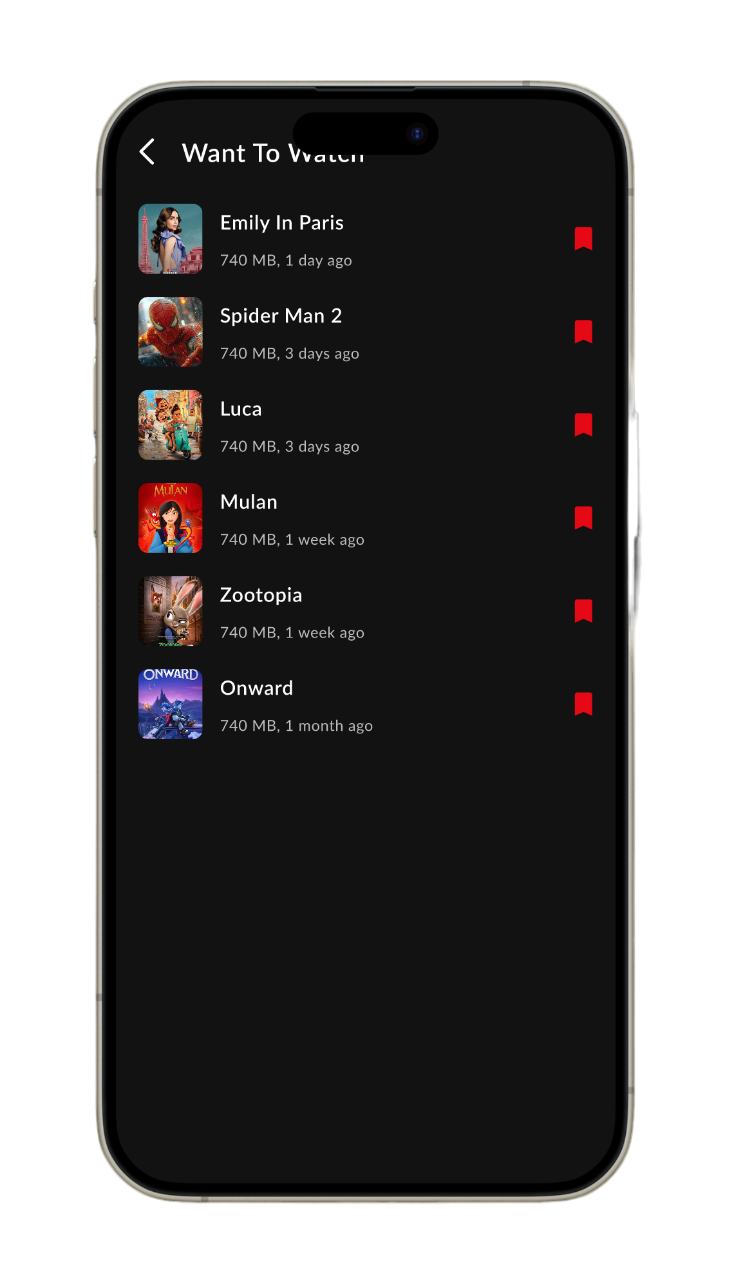 Want To Watch
Emily In Paris
740 MB, 1 day ago
Spider Man 2
740 MB, 3 days ago
Luca
740 MB, 3 days ago
MULAN
Mulan
740 MB, 1 week ago
Zootopia
740 MB, 1 week ago
ONWARD
Onward
740 MB, 1 month ago